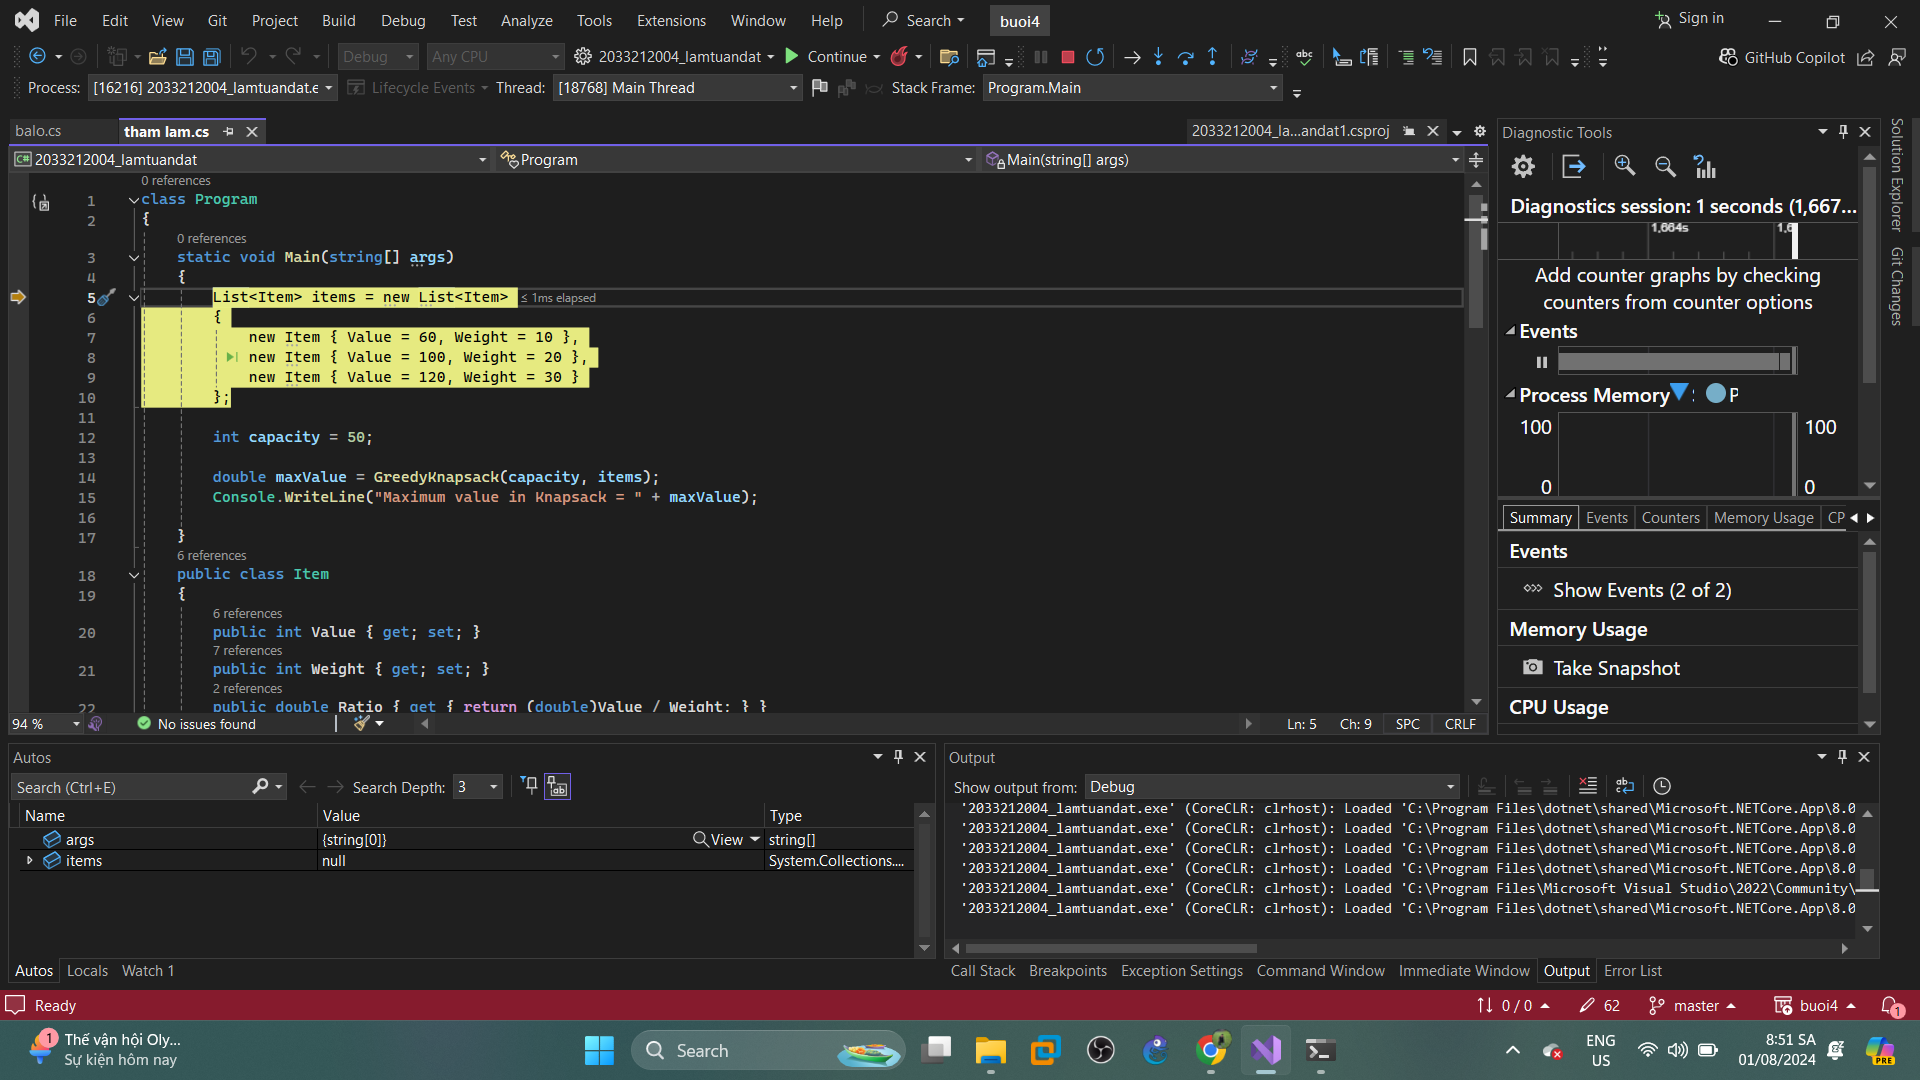 File Edit View Git Project Build Debug Test Analyze Tools Extensions Window Help Search buoi4 Sign in
Debug Any CPU 2033212004_lamtuandat Continue GitHub Copilot
Process: [16216] 2033212004_lamtuandat.e Lifecycle Events Thread: [18768] Main Thread Stack Frame: Program.Main
balo.cs tham lam.cs 2033212004_la...andat1.csproj
2033212004_lamtuandat Program Main(string[] args)
0 references
1 class Program
2 {
0 references
3 static void Main(string[] args)
4 {
5 List<Item> items = new List<Item> ≤ 1ms elapsed
6 {
7 new Item { Value = 60, Weight = 10 },
8 new Item { Value = 100, Weight = 20 },
9 new Item { Value = 120, Weight = 30 }
10 };
11
12 int capacity = 50;
13
14 double maxValue = GreedyKnapsack(capacity, items);
15 Console.WriteLine("Maximum value in Knapsack = " + maxValue);
16
17 }
6 references
18 public class Item
19 {
6 references
20 public int Value { get; set; }
7 references
21 public int Weight { get; set; }
2 references
22 public double Ratio { get { return (double)Value / Weight; } }
94 % No issues found Ln: 5 Ch: 9 SPC CRLF
Diagnostic Tools
Diagnostics session: 1 seconds (1,667...
1,664s
Add counter graphs by checking
counters from counter options
Events
Process Memory P
100 100
0 0
Summary Events Counters Memory Usage CP
Events
Show Events (2 of 2)
Memory Usage
Take Snapshot
CPU Usage
Solution Explorer
Git Changes
Autos
Search (Ctrl+E) Search Depth: 3
Name Value Type
args {string[0]} View string[]
items null System.Collections....
Autos Locals Watch 1
Output
Show output from: Debug
'2033212004_lamtuandat.exe' (CoreCLR: clrhost): Loaded 'C:\Program Files\dotnet\shared\Microsoft.NETCore.App\8.0
'2033212004_lamtuandat.exe' (CoreCLR: clrhost): Loaded 'C:\Program Files\dotnet\shared\Microsoft.NETCore.App\8.0
'2033212004_lamtuandat.exe' (CoreCLR: clrhost): Loaded 'C:\Program Files\dotnet\shared\Microsoft.NETCore.App\8.0
'2033212004_lamtuandat.exe' (CoreCLR: clrhost): Loaded 'C:\Program Files\dotnet\shared\Microsoft.NETCore.App\8.0
'2033212004_lamtuandat.exe' (CoreCLR: clrhost): Loaded 'C:\Program Files\Microsoft Visual Studio\2022\Community\
'2033212004_lamtuandat.exe' (CoreCLR: clrhost): Loaded 'C:\Program Files\dotnet\shared\Microsoft.NETCore.App\8.0
Call Stack Breakpoints Exception Settings Command Window Immediate Window Output Error List
Ready 0 / 0 62 master buoi4 1
1 Thế vận hội Oly...
Sự kiện hôm nay
Search
ENG
US
8:51 SA
01/08/2024
PRE